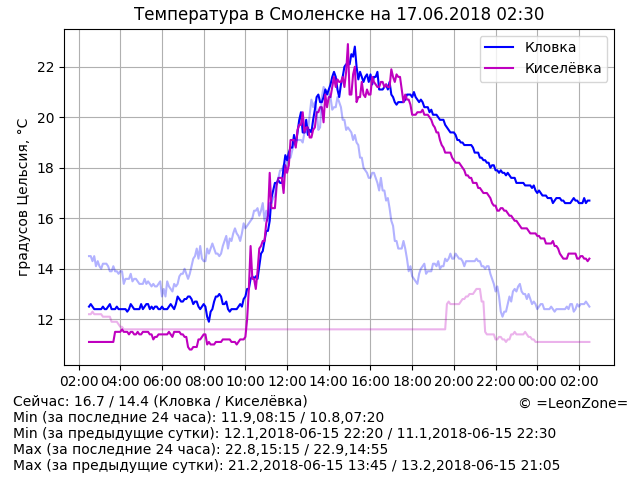 Температура в Смоленске на 17.06.2018 02:30
градусов Цельсия, °C
22
20
18
16
14
12
Кловка
Киселёвка
02:00 04:00 06:00 08:00 10:00 12:00 14:00 16:00 18:00 20:00 22:00 00:00 02:00
Сейчас: 16.7 / 14.4 (Кловка / Киселёвка)
© =LeonZone=
Min (за последние 24 часа): 11.9,08:15 / 10.8,07:20
Min (за предыдущие сутки): 12.1,2018-06-15 22:20 / 11.1,2018-06-15 22:30
Max (за последние 24 часа): 22.8,15:15 / 22.9,14:55
Max (за предыдущие сутки): 21.2,2018-06-15 13:45 / 13.2,2018-06-15 21:05